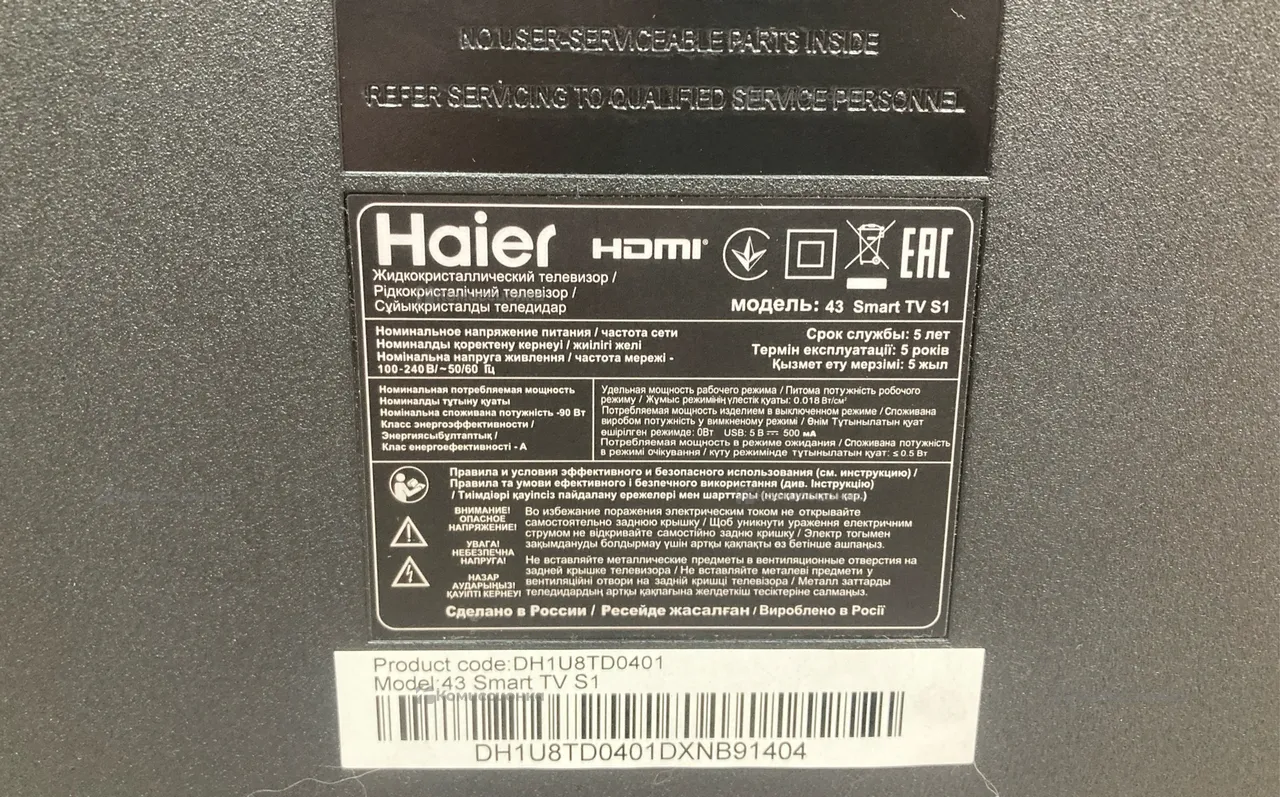 NO USER-SERVICEABLE PARTS INSIDE
REFER SERVICING TO QUALIFIED SERVICE PERSONNEL
Haier HDMI EAC
Жидкокристаллический телевизор /
Рідкокристалічний телевізор /
Сұйыққристалды теледидар
модель: 43 Smart TV S1
Номинальное напряжение питания / частота сети
Номиналды қоректену кернеуі / жиілігі желі
Номінальна напруга живлення / частота мережі -
100-240 В/~50/60 Гц
Срок службы: 5 лет
Термін експлуатації: 5 років
Қызмет ету мерзімі: 5 жыл
Номинальная потребляемая мощность
Номиналды тұтыну қуаты
Номінальна споживана потужність -90 Вт
Класс энергоэффективности /
Энергиясыбултаптық /
Клас енергоефективності - А
Удельная мощность рабочего режима / Питома потужність робочего
режиму / Жұмыс режимінің үлестік қуаты: 0.018 Вт/см²
Потребляемая мощность изделием в выключенном режиме / Споживана
виробом потужність у вимкненому режимі / Өнім Тұтынылатын қуат
өшірілген режимде: 0Вт USB: 5 В 500 мА
Потребляемая мощность в режиме ожидания / Споживана потужність
в режимі очікування / күту режимінде тұтынылатын қуат: ≤ 0.5 Вт
Правила и условия эффективного и безопасного использования (см. инструкцию) /
Правила та умови ефективного і безпечного використання (див. Інструкцію)
/ Тиімдірәі қауіпсіз пайдалану ережелері мен шарттары (нұсқаулықты қар.)
ВНИМАНИЕ!
ОПАСНОЕ
НАПРЯЖЕНИЕ!
УВАГА!
НЕБЕЗПЕЧНА
НАПРУГА!
НАЗАР
АУДАРЫҢЫЗ!
ҚАУІПТІ КЕРНЕУ!
Во избежание поражения электрическим током не открывайте
самостоятельно заднюю крышку / Щоб уникнути ураження електричним
струмом не відкривайте самостійно задню кришку / Электр тогымен
зақымдануды болдырмау үшін артқы қақпақты өз бетінше ашпаңыз.
Не вставляйте металлические предметы в вентиляционные отверстия на
задней крышке телевизора / Не вставляйте металеві предмети у
вентиляційні отвори на задній кришці телевізора / Металл заттарды
теледидардың артқы қақпағына желдеткіш тесіктеріне салмаңыз.
Сделано в России / Ресейде жасалған / Вироблено в Росії
Product code:DH1U8TD0401
Model:43 Smart TV S1
Комиссионка
DH1U8TD0401DXNB91404